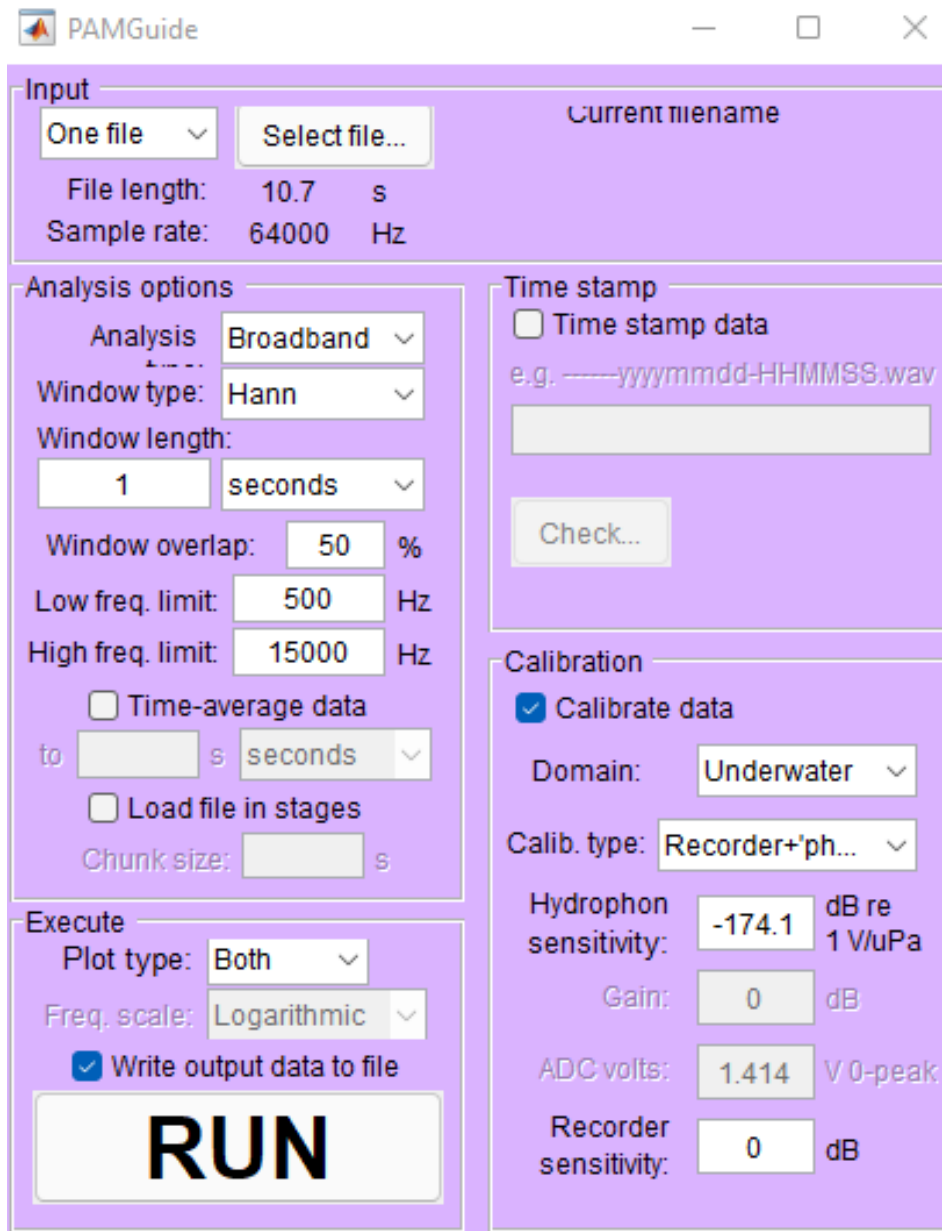 PAMGuide
Input
One file
Select file...
Current filename
File length: 10.7 s
Sample rate: 64000 Hz
Analysis options
Analysis
Broadband
Window type: Hann
Window length:
1 seconds
Window overlap: 50 %
Low freq. limit: 500 Hz
High freq. limit: 15000 Hz
Time-average data
to s seconds
Load file in stages
Chunk size: s
Execute
Plot type: Both
Freq. scale: Logarithmic
Write output data to file
RUN
Time stamp
Time stamp data
e.g. ------yyyymmdd-HHMMSS.wav
Check...
Calibration
Calibrate data
Domain: Underwater
Calib. type: Recorder+'ph...
Hydrophon
sensitivity:
-174.1
dB re
1 V/uPa
Gain: 0 dB
ADC volts: 1.414 V 0-peak
Recorder
sensitivity:
0 dB